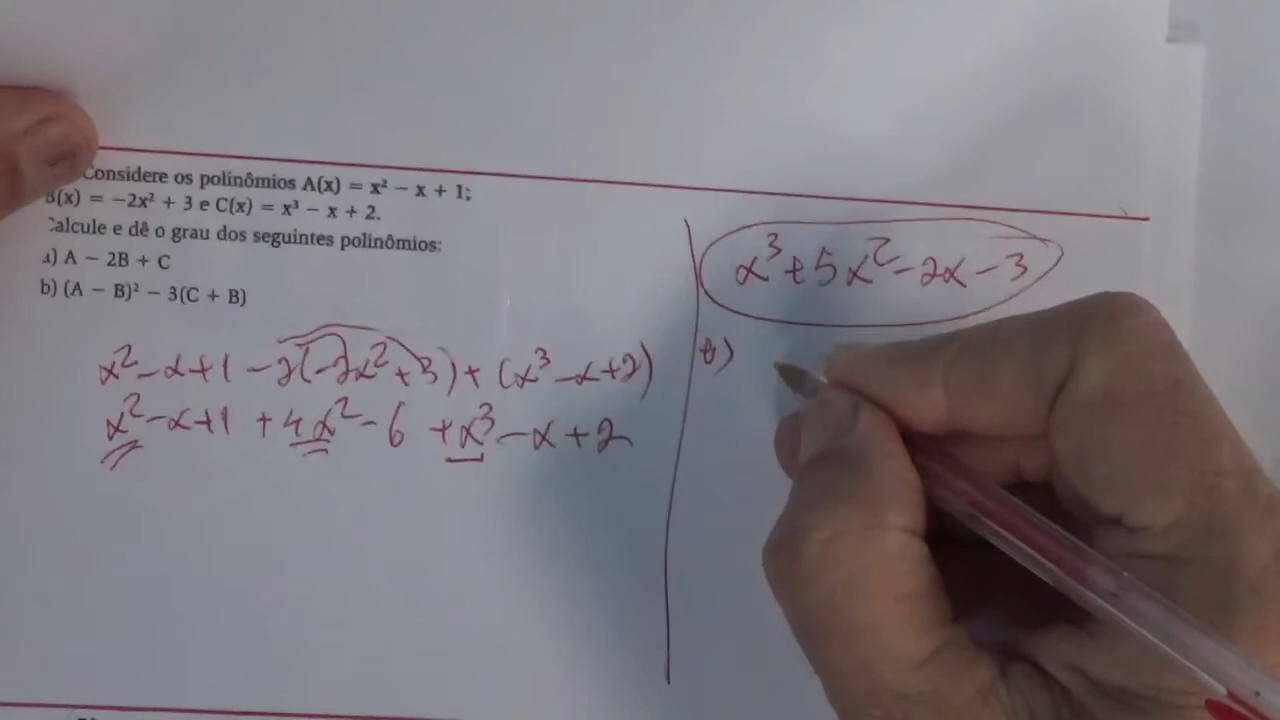 Considere os polinômios A(x) = x² − x + 1;
B(x) = −2x² + 3 e C(x) = x³ − x + 2.
Calcule e dê o grau dos seguintes polinômios:
a) A − 2B + C
b) (A − B)² − 3(C + B)
x² - x + 1 - 2(-2x² + 3) + (x³ - x + 2)
x² - x + 1 + 4x² - 6 + x³ - x + 2
x³ + 5x² - 2x - 3
b)